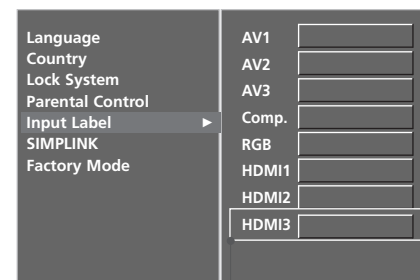 Language
Country
Lock System
Parental Control
Input Label ►
SIMPLINK
Factory Mode
AV1
AV2
AV3
Comp.
RGB
HDMI1
HDMI2
HDMI3